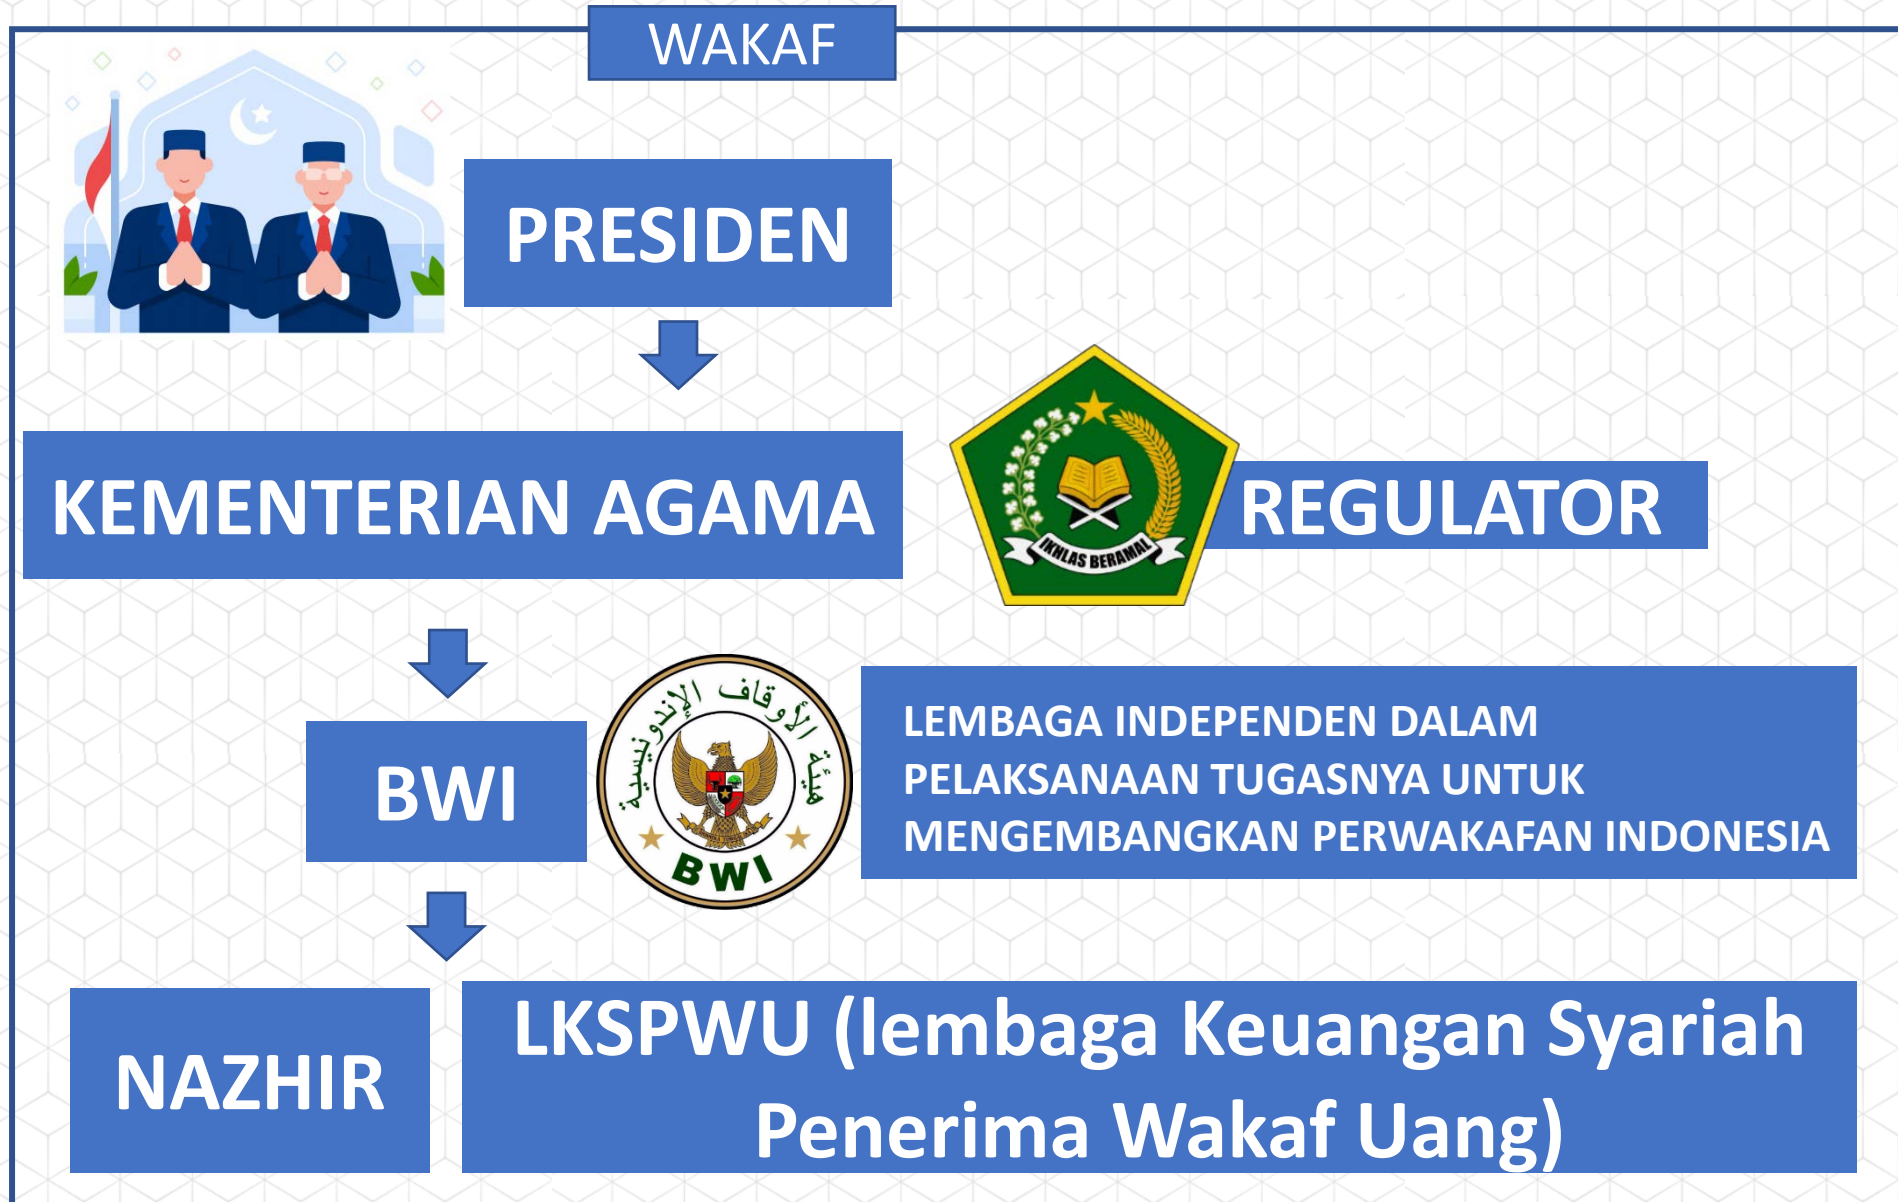 WAKAF
PRESIDEN
KEMENTERIAN AGAMA
IKHLAS BERAMAL
REGULATOR
هيئة الأوقاف الإندونيسية
BWI
BWI
LEMBAGA INDEPENDEN DALAM
PELAKSANAAN TUGASNYA UNTUK
MENGEMBANGKAN PERWAKAFAN INDONESIA
NAZHIR
LKSPWU (lembaga Keuangan Syariah
Penerima Wakaf Uang)